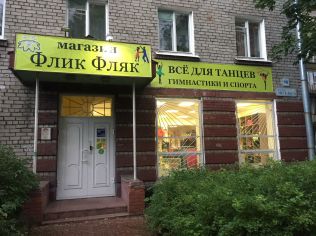 магазин
Флик Фляк
ВСЁ ДЛЯ ТАНЦЕВ
ГИМНАСТИКИ И СПОРТА